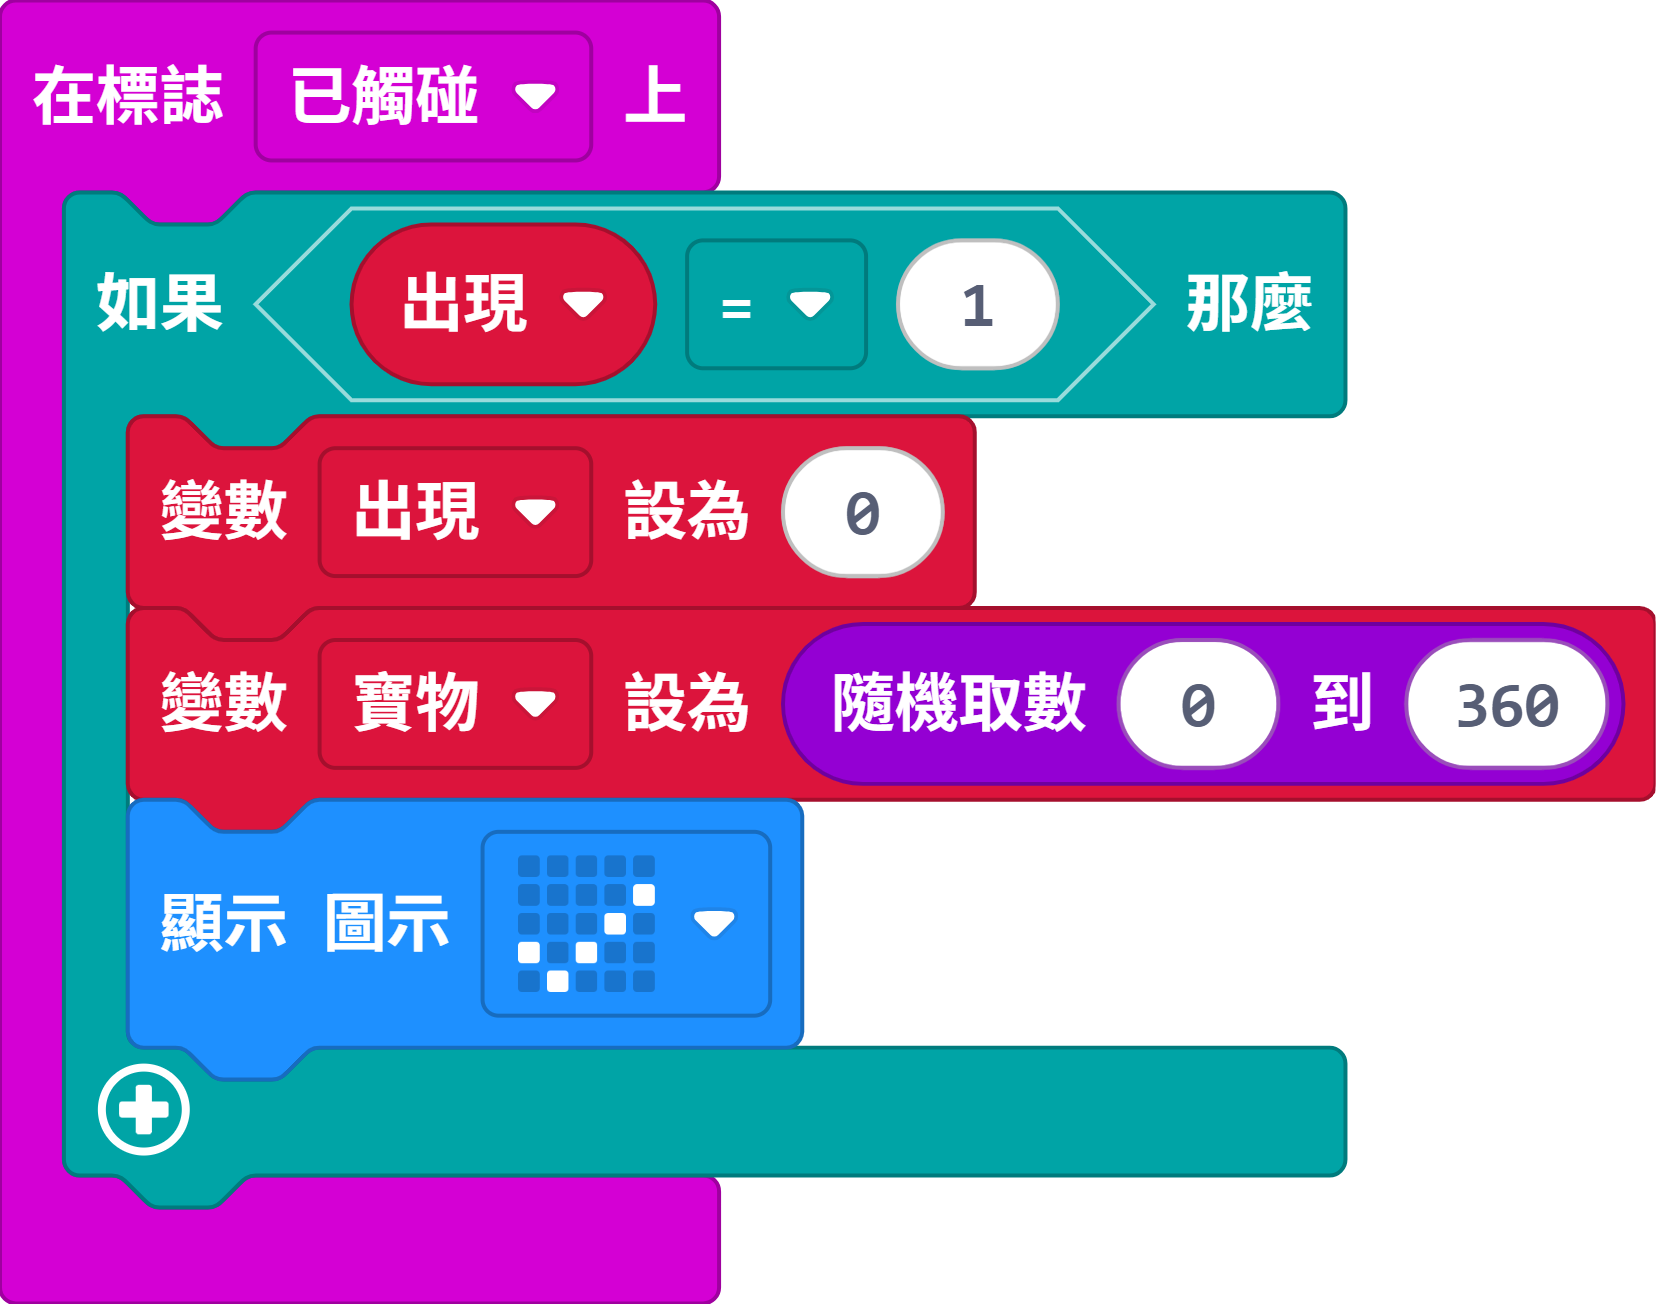 在標誌 已觸碰 上
如果 出現 = 1 那麼
變數 出現 設為 0
變數 寶物 設為 隨機取數 0 到 360
顯示 圖示